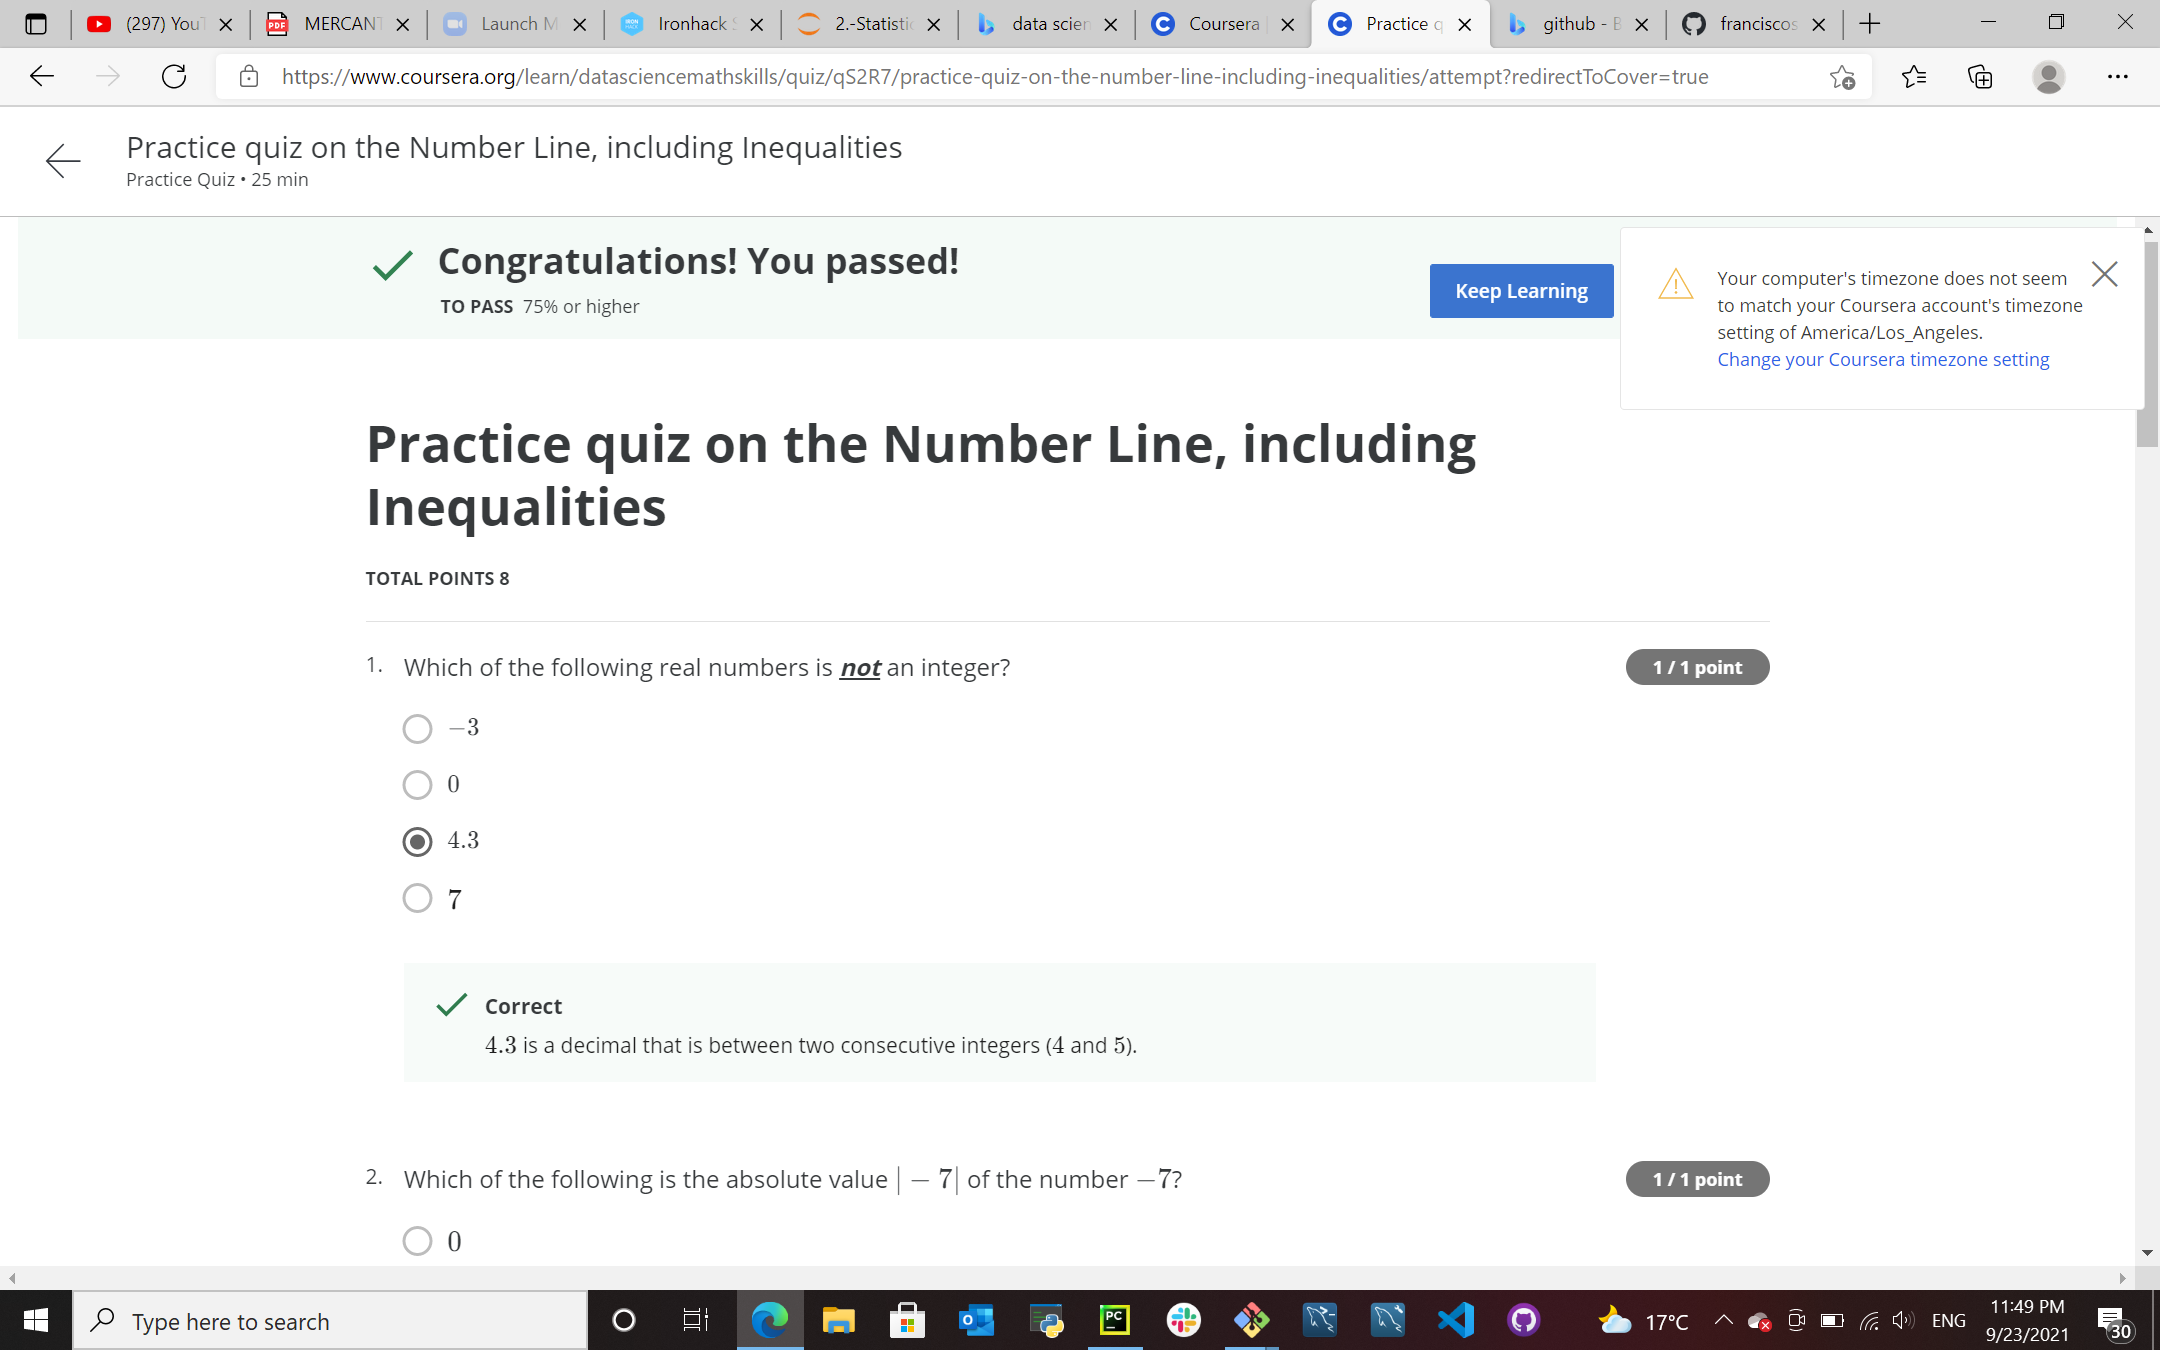 (297) YouT
MERCANT
Launch M
Ironhack S
2.-Statistic
data scien
Coursera
Practice q
github - B
franciscos
https://www.coursera.org/learn/datasciencemathskills/quiz/qS2R7/practice-quiz-on-the-number-line-including-inequalities/attempt?redirectToCover=true
Practice quiz on the Number Line, including Inequalities
Practice Quiz • 25 min
Congratulations! You passed!
TO PASS 75% or higher
Keep Learning
Your computer's timezone does not seem
to match your Coursera account's timezone
setting of America/Los_Angeles.
Change your Coursera timezone setting
Practice quiz on the Number Line, including
Inequalities
TOTAL POINTS 8
1. Which of the following real numbers is not an integer?
1 / 1 point
−3
0
4.3
7
Correct
4.3 is a decimal that is between two consecutive integers (4 and 5).
2. Which of the following is the absolute value | − 7| of the number −7?
1 / 1 point
0
Type here to search
17°C
ENG
11:49 PM
9/23/2021
30